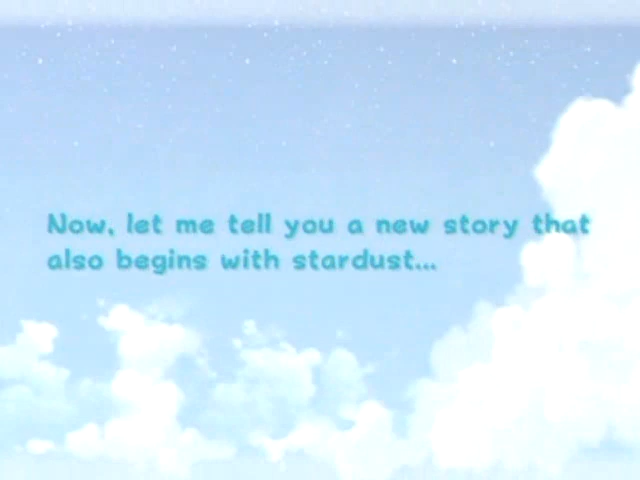 Now, let me tell you a new story that
also begins with stardust...